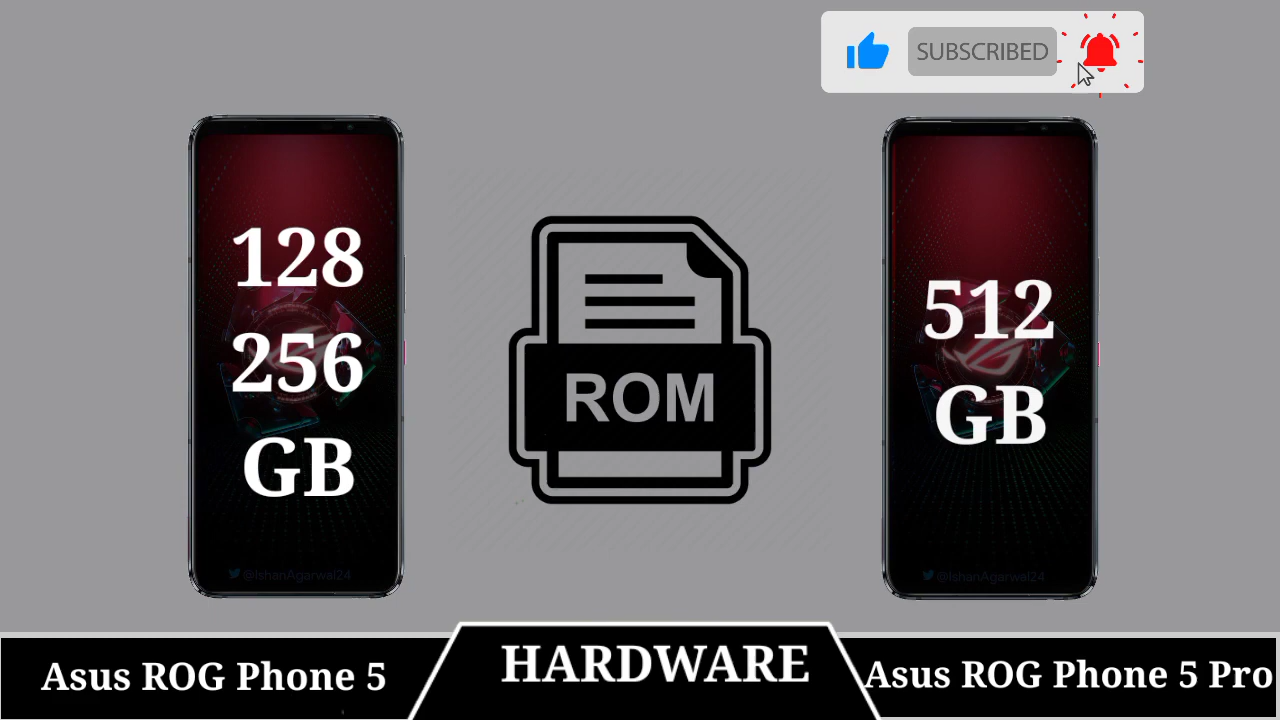 SUBSCRIBED
128
256
GB
ROM
512
GB
@IshanAgarwal24
@IshanAgarwal24
HARDWARE
Asus ROG Phone 5
Asus ROG Phone 5 Pro